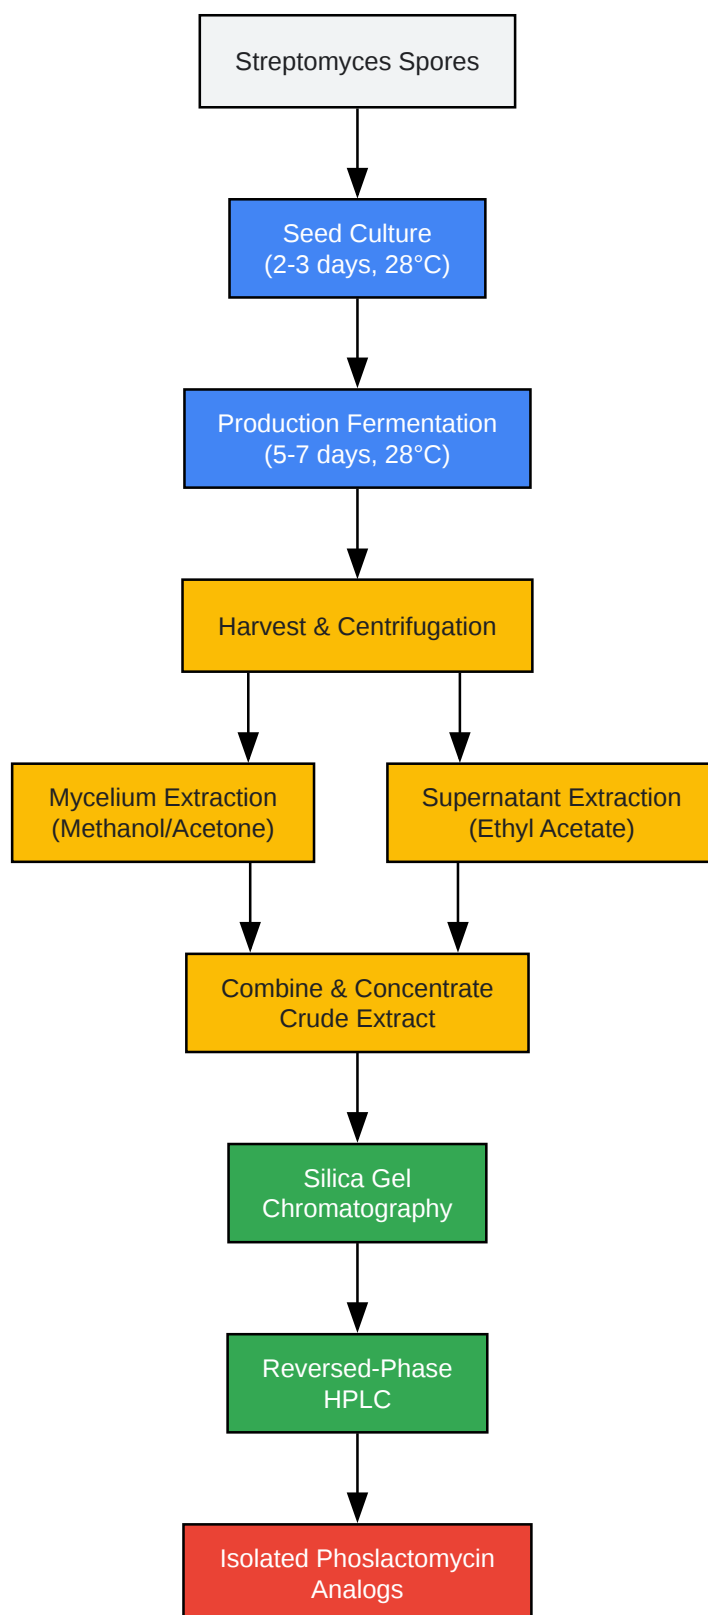 Streptomyces Spores
Seed Culture
(2-3 days, 28°C)
Production Fermentation
(5-7 days, 28°C)
Harvest & Centrifugation
Mycelium Extraction
(Methanol/Acetone)
Supernatant Extraction
(Ethyl Acetate)
Combine & Concentrate
Crude Extract
Silica Gel
Chromatography
Reversed-Phase
HPLC
Isolated Phoslactomycin
Analogs